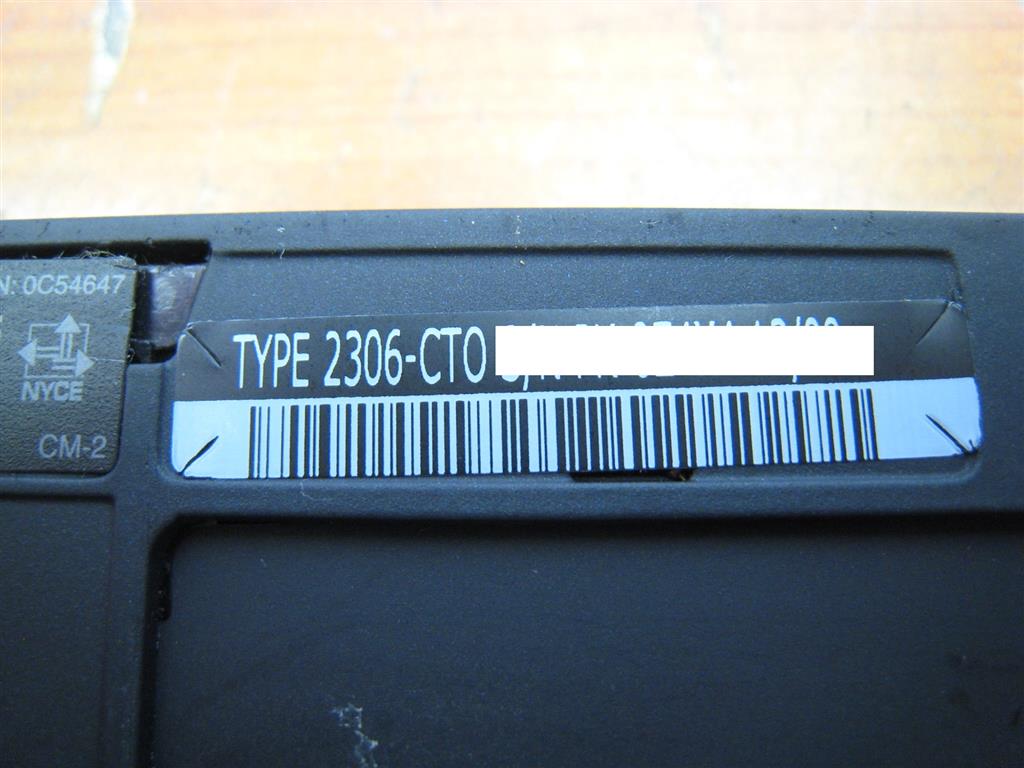 N: 0C54647
NYCE
CM-2
TYPE 2306-CTO